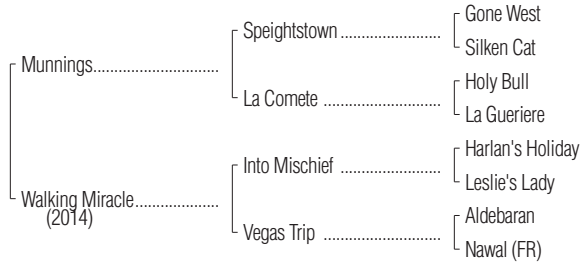 Gone West
Speightstown
Silken Cat
Munnings
Holy Bull
La Comete
La Gueriere
Harlan's Holiday
Into Mischief
Leslie's Lady
Walking Miracle
(2014)
Aldebaran
Vegas Trip
Nawal (FR)